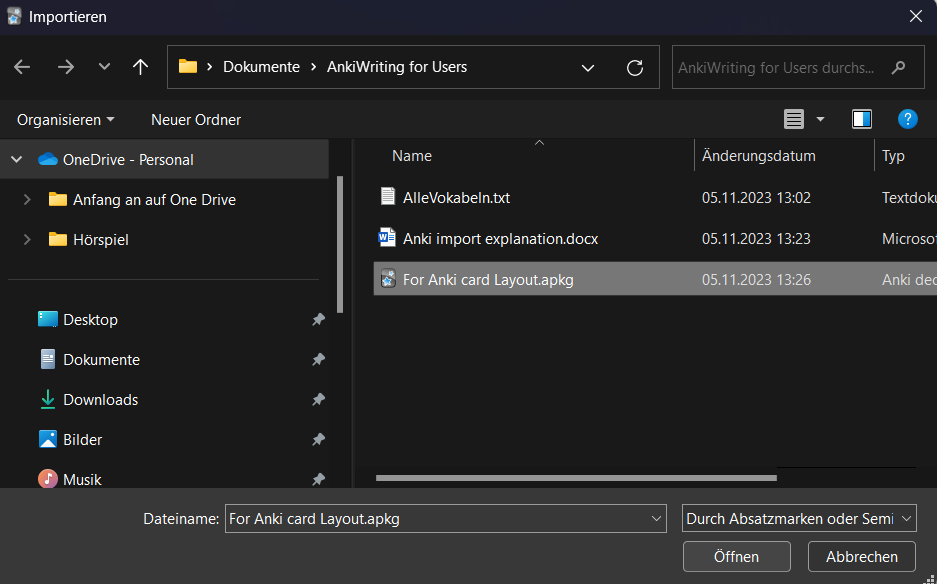 Importieren
Dokumente AnkiWriting for Users
AnkiWriting for Users durchs...
Organisieren Neuer Ordner
Name Änderungsdatum Typ
OneDrive - Personal
Anfang an auf One Drive
Hörspiel
Desktop
Dokumente
Downloads
Bilder
Musik
AlleVokabeln.txt 05.11.2023 13:02 Textdoku
Anki import explanation.docx 05.11.2023 13:23 Microsof
For Anki card Layout.apkg 05.11.2023 13:26 Anki dec
Dateiname: For Anki card Layout.apkg Durch Absatzmarken oder Semi
Öffnen Abbrechen